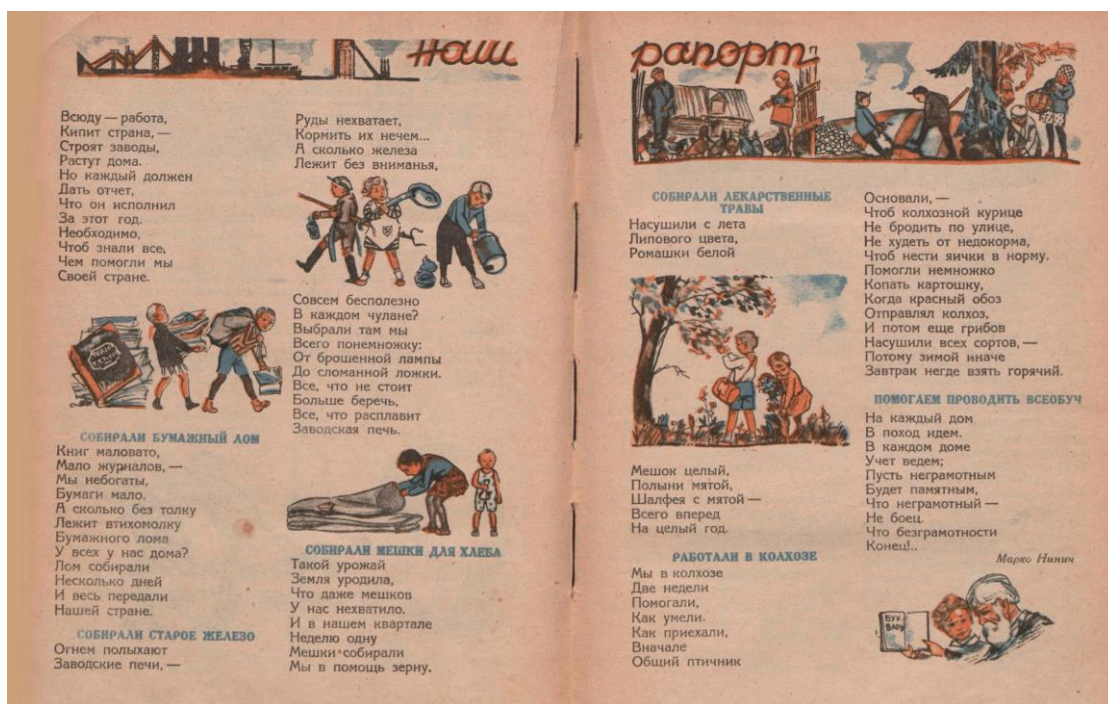 наш рапорт
Всюду — работа,
Кипит страна, —
Строят заводы,
Растут дома.
Но каждый должен
Дать отчет,
Что он исполнил
За этот год.
Необходимо,
Чтоб знали все,
Чем помогли мы
Своей стране.
СОБИРАЛИ БУМАЖНЫЙ ЛОМ
Книг маловато,
Мало журналов, —
Мы небогаты,
Бумаги мало.
А сколько без толку
Лежит втихомолку
Бумажного лома
У всех у нас дома?
Лом собирали
Несколько дней
И весь передали
Нашей стране.
СОБИРАЛИ СТАРОЕ ЖЕЛЕЗО
Огнем полыхают
Заводские печи, —
Руды нехватает,
Кормить их нечем...
А сколько железа
Лежит без вниманья,
Совсем бесполезно
В каждом чулане?
Выбрали там мы
Всего понемножку:
От брошенной лампы
До сломанной ложки.
Все, что не стоит
Больше беречь,
Все, что расплавит
Заводская печь.
СОБИРАЛИ МЕШКИ ДЛЯ ХЛЕБА
Такой урожай
Земля уродила,
Что даже мешков
У нас нехватило.
И в нашем квартале
Неделю одну
Мешки собирали
Мы в помощь зерну.
СОБИРАЛИ ЛЕКАРСТВЕННЫЕ
ТРАВЫ
Насушили с лета
Липового цвета,
Ромашки белой
Мешок целый,
Полыни мятой,
Шалфея с мятой —
Всего вперед
На целый год.
РАБОТАЛИ В КОЛХОЗЕ
Мы в колхозе
Две недели
Помогали,
Как умели.
Как приехали,
Вначале
Общий птичник
Основали, —
Чтоб колхозной курице
Не бродить по улице,
Не худеть от недокорма,
Чтоб нести яички в норму.
Помогли немножко
Копать картошку,
Когда красный обоз
Отправлял колхоз,
И потом еще грибов
Насушили всех сортов, —
Потому зимой иначе
Завтрак негде взять горячий.
ПОМОГАЕМ ПРОВОДИТЬ ВСЕОБУЧ
На каждый дом
В поход идем.
В каждом доме
Учет ведем;
Пусть неграмотным
Будет памятным,
Что неграмотный —
Не боец.
Что безграмотности
Конец!..
Марко Нинич
БУК
ВАРЬ